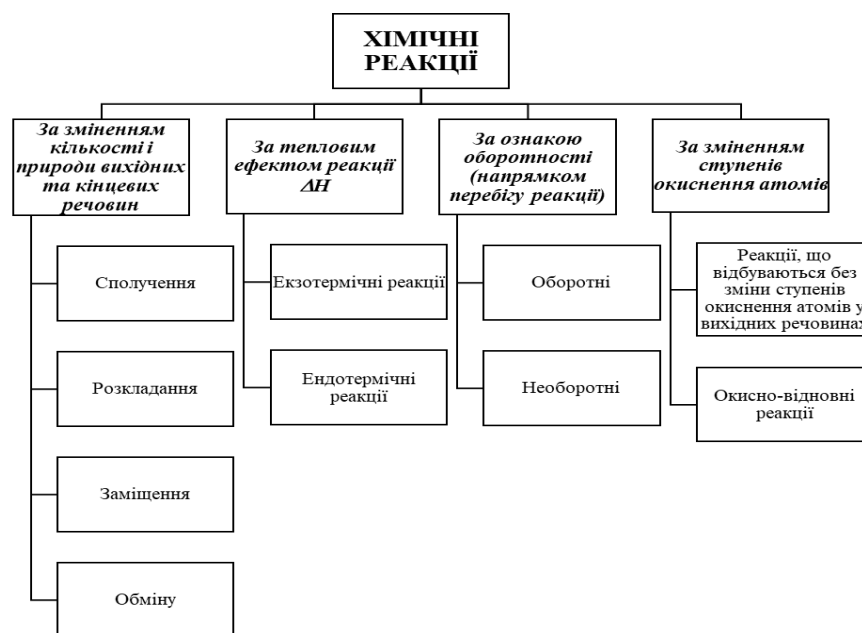 ХІМІЧНІ
РЕАКЦІЇ
За зміненням
кількості і
природи вихідних
та кінцевих
речовин
Сполучення
Розкладання
Заміщення
Обміну
За тепловим
ефектом реакції
ΔН
Екзотермічні реакції
Ендотермічні
реакції
За ознакою
оборотності
(напрямком
перебігу реакції)
Оборотні
Необоротні
За зміненням
ступенів
окиснення атомів
Реакції, що
відбуваються без
зміни ступенів
окиснення атомів у
вихідних речовинах
Окисно-відновні
реакції